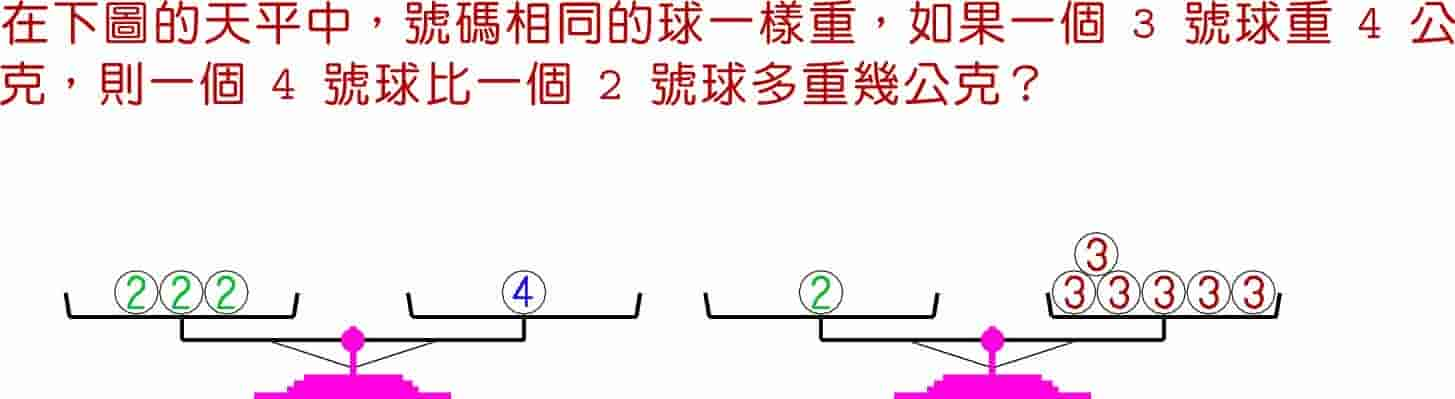 在下圖的天平中，號碼相同的球一樣重，如果一個 3 號球重 4 公
克，則一個 4 號球比一個 2 號球多重幾公克？
3
2 2 2 4 2 3 3 3 3 3